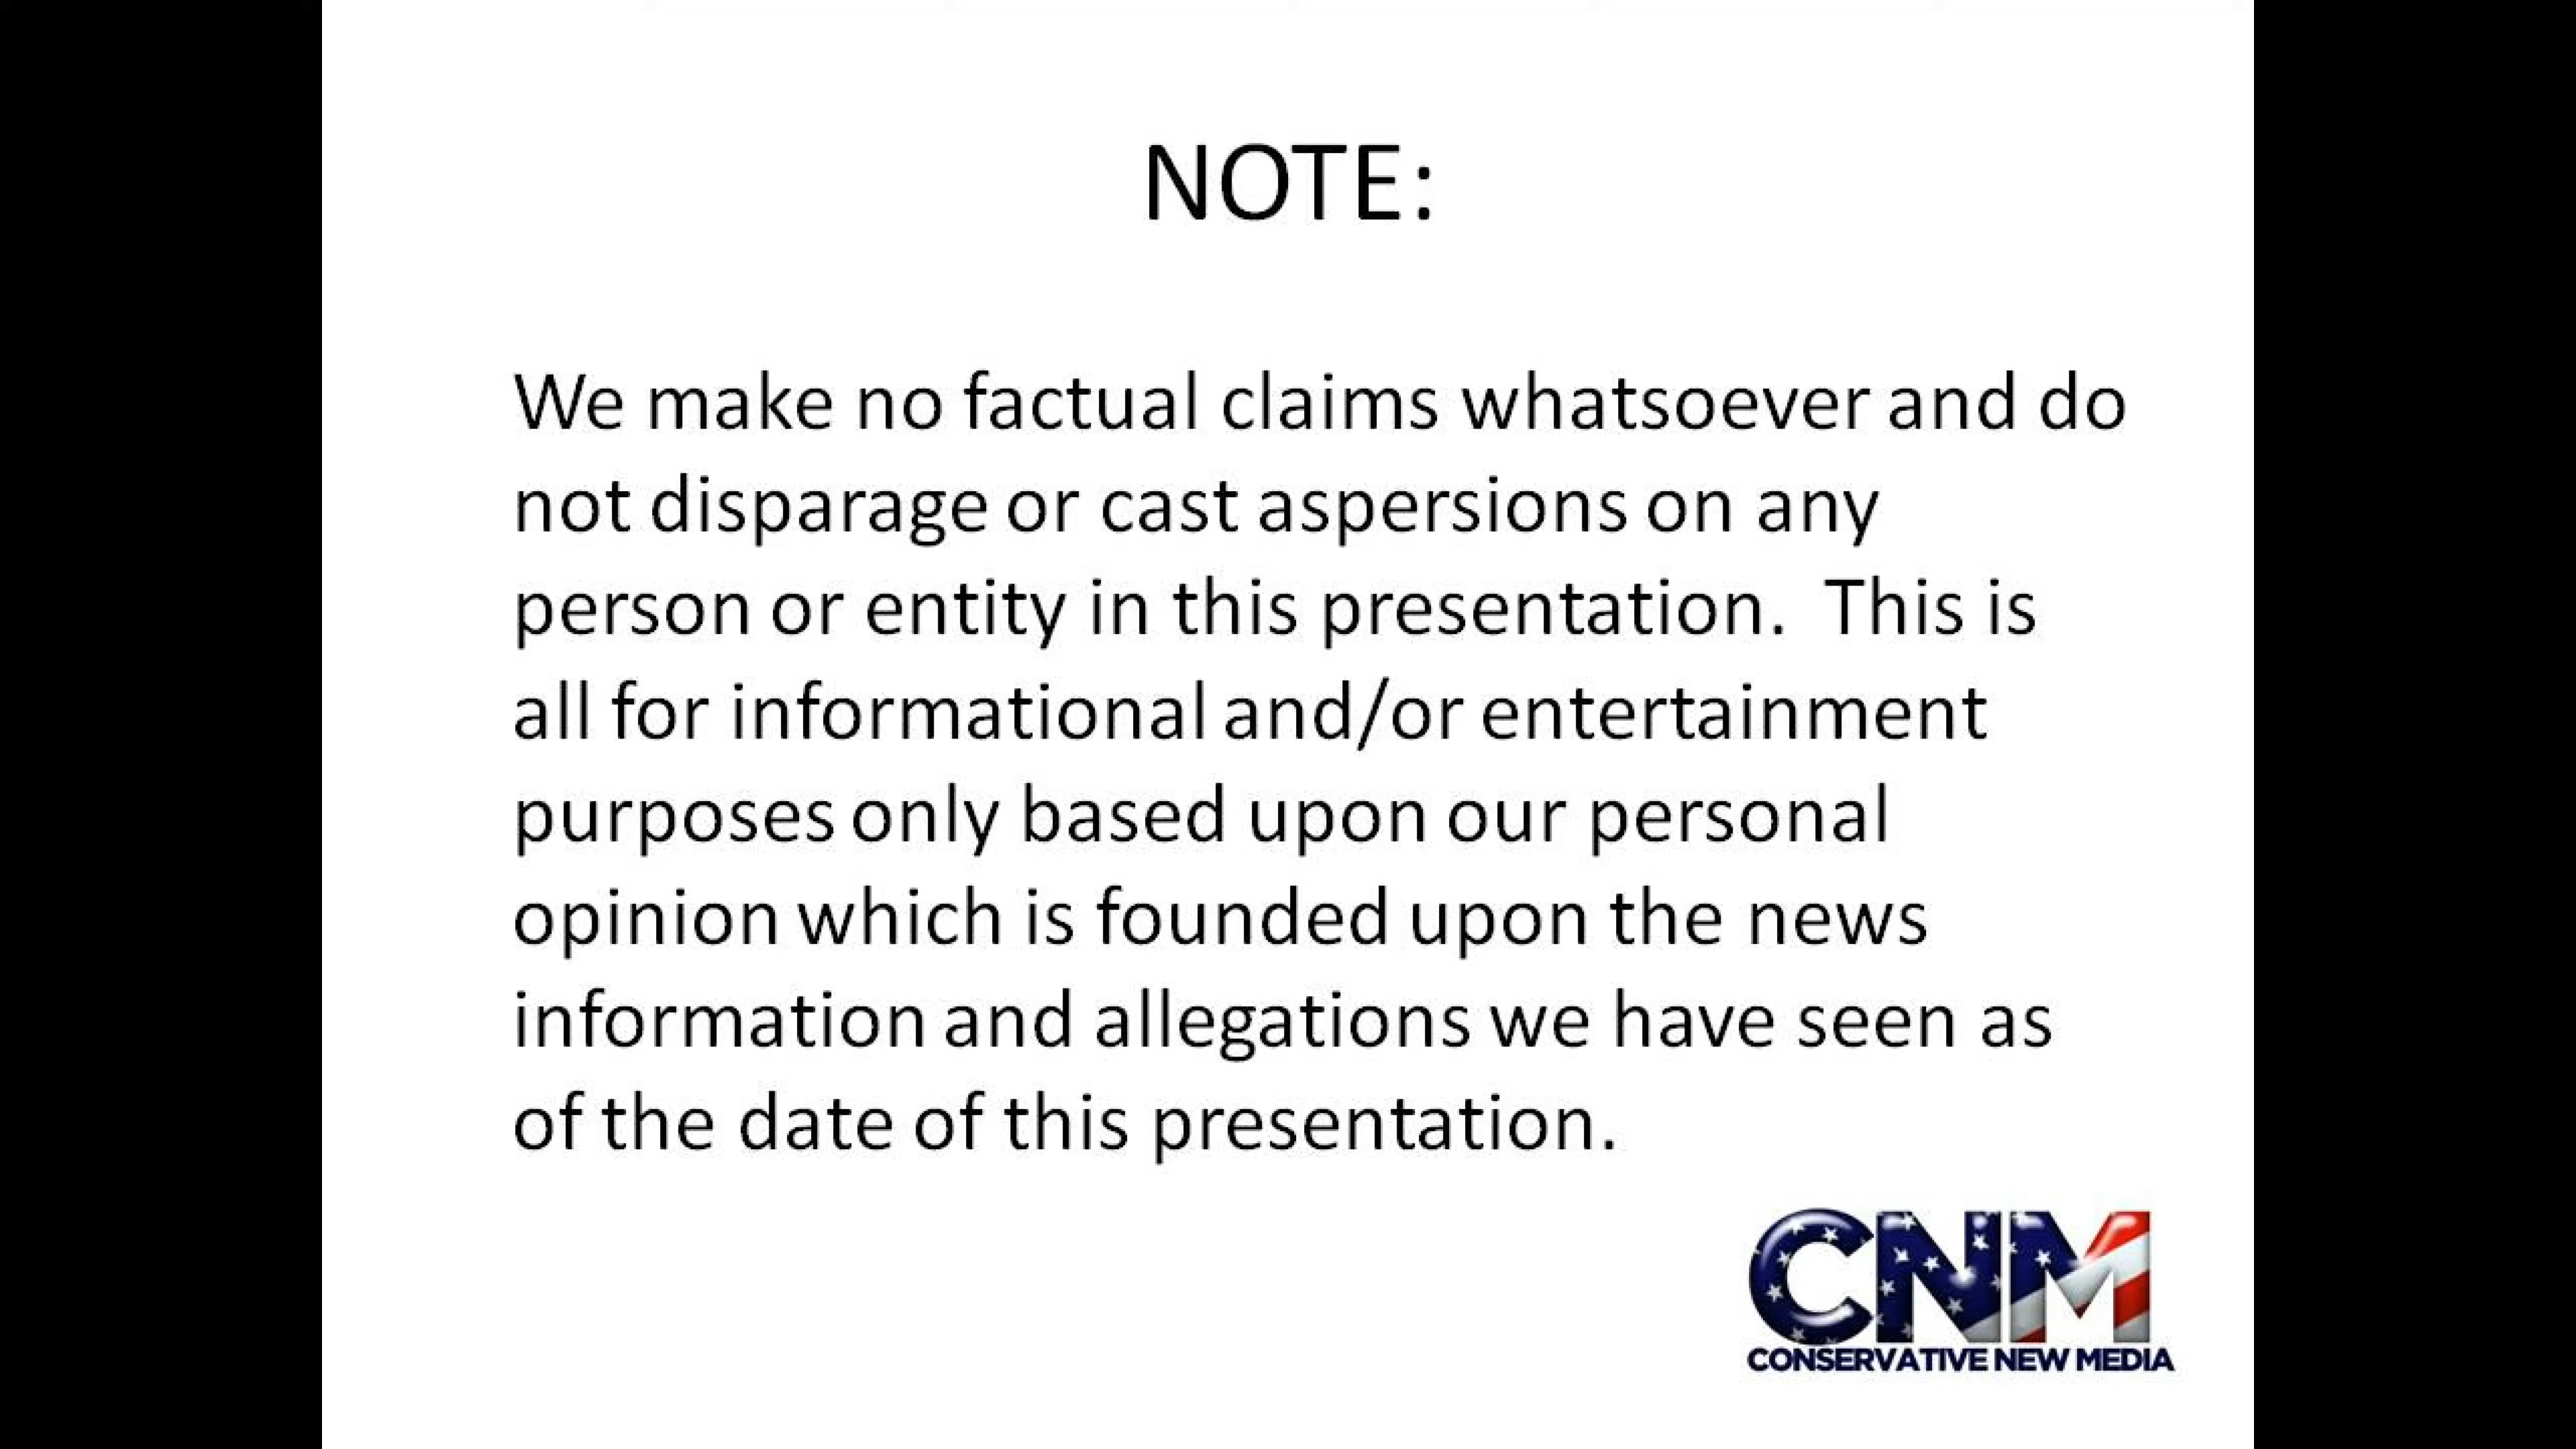 NOTE:
We make no factual claims whatsoever and do
not disparage or cast aspersions on any
person or entity in this presentation.  This is
all for informational and/or entertainment
purposes only based upon our personal
opinion which is founded upon the news
information and allegations we have seen as
of the date of this presentation.
CNM
CONSERVATIVE NEW MEDIA